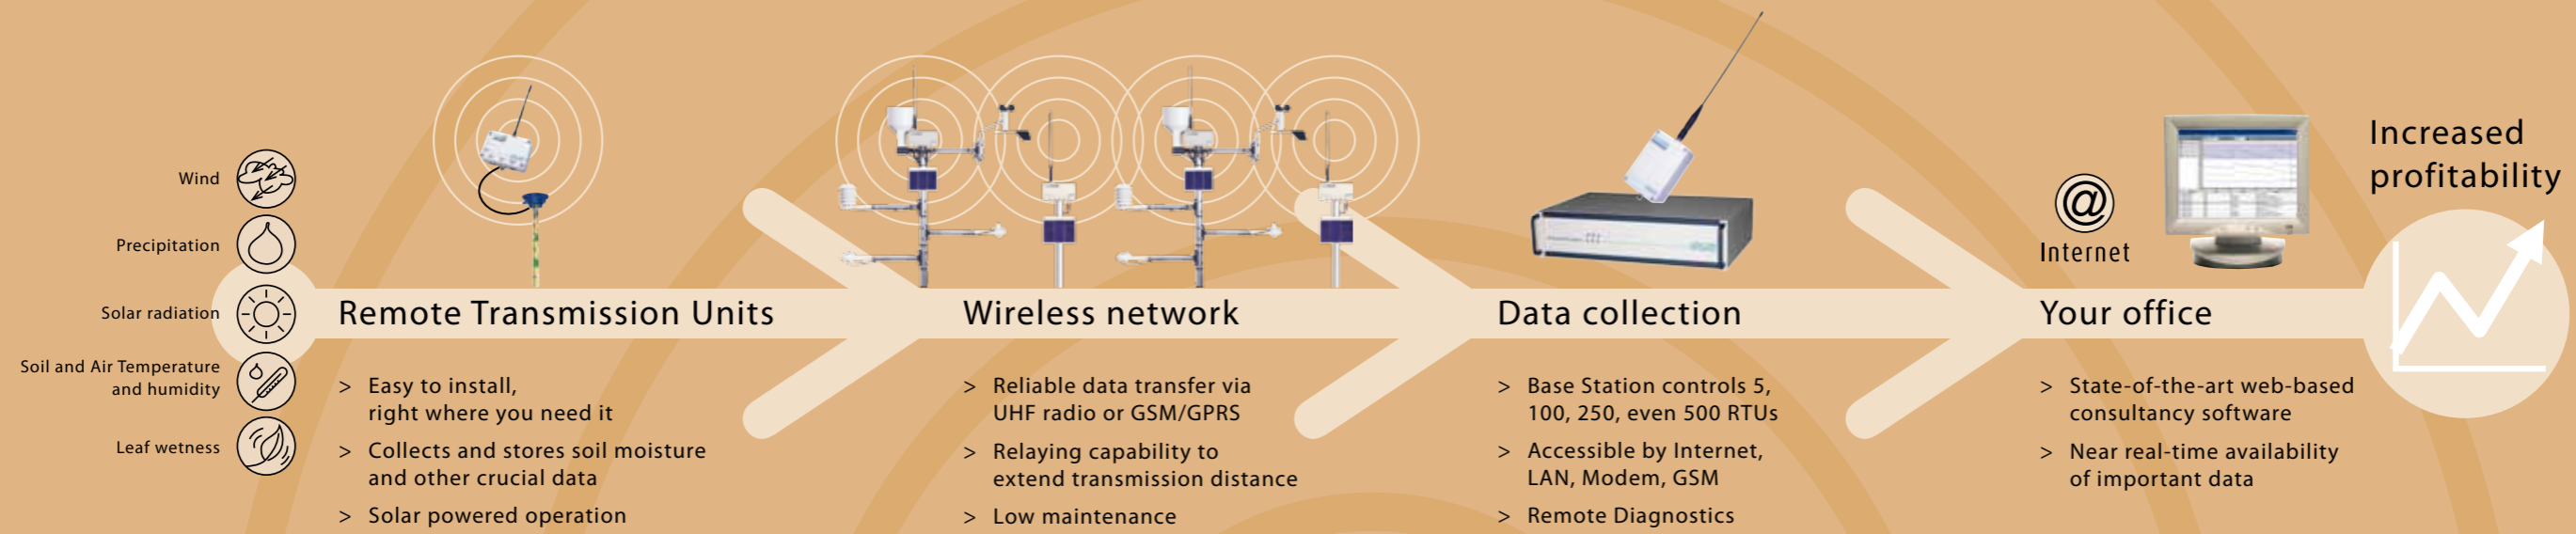 Wind
Precipitation
Solar radiation
Soil and Air Temperature
and humidity
Leaf wetness
Remote Transmission Units
> Easy to install,
right where you need it
> Collects and stores soil moisture
and other crucial data
> Solar powered operation
Wireless network
> Reliable data transfer via
UHF radio or GSM/GPRS
> Relaying capability to
extend transmission distance
> Low maintenance
Data collection
> Base Station controls 5,
100, 250, even 500 RTUs
> Accessible by Internet,
LAN, Modem, GSM
> Remote Diagnostics
@
Internet
Your office
> State-of-the-art web-based
consultancy software
> Near real-time availability
of important data
Increased
profitability